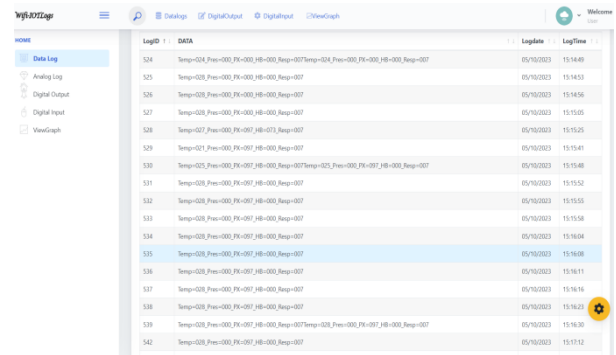 Wifi-IOTLogs
Datalogs DigitalOutput DigitalInput ViewGraph
Welcome
User
HOME
Data Log
Analog Log
Digital Output
Digital Input
ViewGraph
LogID DATA Logdate LogTime
524 Temp=024_Pres=000_PX=000_HB=000_Resp=007Temp=024_Pres=000_PX=000_HB=000_Resp=007 05/10/2023 15:14:49
525 Temp=028_Pres=000_PX=000_HB=000_Resp=007 05/10/2023 15:14:53
526 Temp=028_Pres=000_PX=000_HB=000_Resp=007 05/10/2023 15:14:56
527 Temp=028_Pres=000_PX=000_HB=000_Resp=007 05/10/2023 15:15:05
528 Temp=027_Pres=000_PX=097_HB=073_Resp=007 05/10/2023 15:15:25
529 Temp=021_Pres=000_PX=097_HB=000_Resp=007 05/10/2023 15:15:41
530 Temp=025_Pres=000_PX=097_HB=000_Resp=007Temp=025_Pres=000_PX=097_HB=000_Resp=007 05/10/2023 15:15:48
531 Temp=028_Pres=000_PX=097_HB=000_Resp=007 05/10/2023 15:15:52
532 Temp=028_Pres=000_PX=097_HB=000_Resp=007 05/10/2023 15:15:55
533 Temp=028_Pres=000_PX=097_HB=000_Resp=007 05/10/2023 15:15:58
534 Temp=028_Pres=000_PX=097_HB=000_Resp=007 05/10/2023 15:16:04
535 Temp=028_Pres=000_PX=097_HB=000_Resp=007 05/10/2023 15:16:08
536 Temp=028_Pres=000_PX=097_HB=000_Resp=007 05/10/2023 15:16:11
537 Temp=028_Pres=000_PX=097_HB=000_Resp=007 05/10/2023 15:16:16
538 Temp=028_Pres=000_PX=097_HB=000_Resp=007 05/10/2023 15:16:23
539 Temp=028_Pres=000_PX=097_HB=000_Resp=007Temp=028_Pres=000_PX=097_HB=000_Resp=007 05/10/2023 15:16:30
542 Temp=028_Pres=000_PX=097_HB=000_Resp=007 05/10/2023 15:17:12